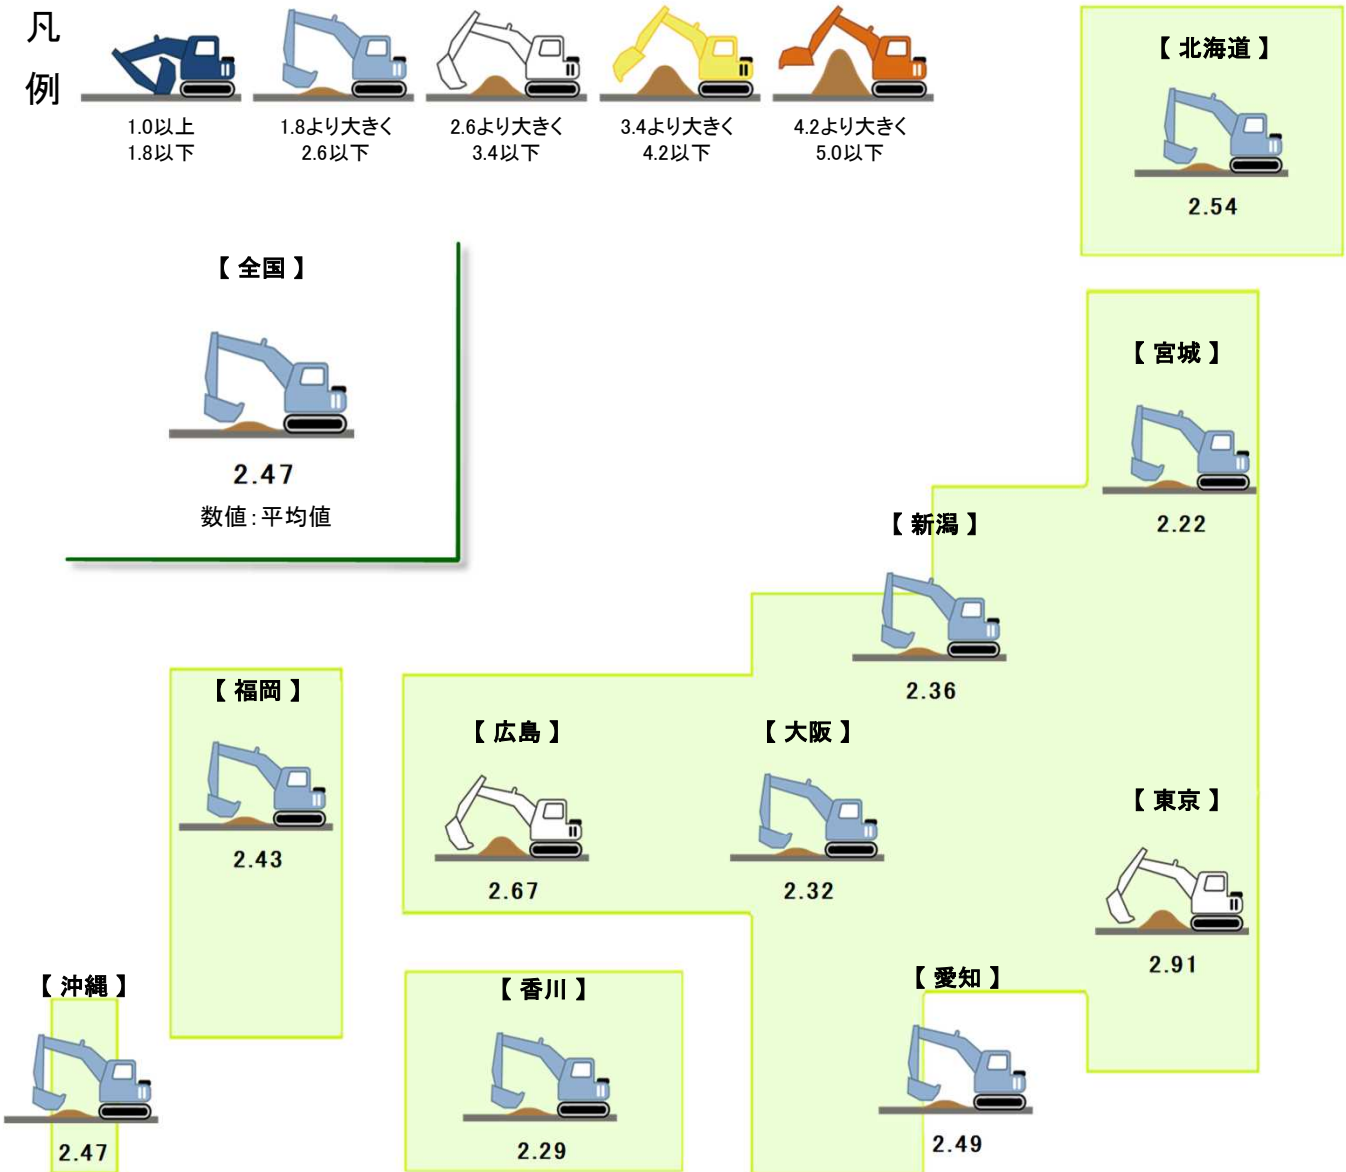 凡
例
1.0以上
1.8以下
1.8より大きく
2.6以下
2.6より大きく
3.4以下
3.4より大きく
4.2以下
4.2より大きく
5.0以下
【 北海道 】
2.54
【 全国 】
2.47
数値：平均値
【 宮城 】
2.22
【 新潟 】
2.36
【 福岡 】
2.43
【 広島 】
2.67
【 大阪 】
2.32
【 東京 】
2.91
【 沖縄 】
2.47
【 香川 】
2.29
【 愛知 】
2.49